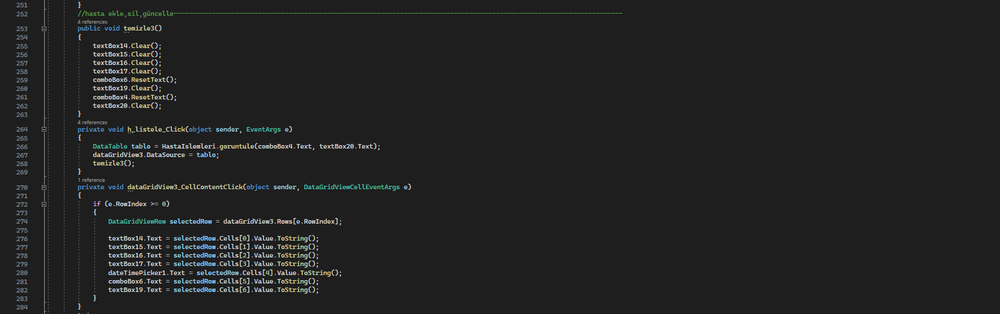 251 }
252 //hasta ekle,sil,güncelle---------------------------------------------------------------------------------------------------------------------
4 references
253 public void temizle3()
254 {
255 textBox14.Clear();
256 textBox15.Clear();
257 textBox16.Clear();
258 textBox17.Clear();
259 comboBox6.ResetText();
260 textBox19.Clear();
261 comboBox4.ResetText();
262 textBox20.Clear();
263 }
4 references
264 private void h_listele_Click(object sender, EventArgs e)
265 {
266 DataTable tablo = HastaIslemleri.goruntule(comboBox4.Text, textBox20.Text);
267 dataGridView3.DataSource = tablo;
268 temizle3();
269 }
1 reference
270 private void dataGridView3_CellContentClick(object sender, DataGridViewCellEventArgs e)
271 {
272 if (e.RowIndex >= 0)
273 {
274 DataGridViewRow selectedRow = dataGridView3.Rows[e.RowIndex];
275
276 textBox14.Text = selectedRow.Cells[0].Value.ToString();
277 textBox15.Text = selectedRow.Cells[1].Value.ToString();
278 textBox16.Text = selectedRow.Cells[2].Value.ToString();
279 textBox17.Text = selectedRow.Cells[3].Value.ToString();
280 dateTimePicker1.Text = selectedRow.Cells[4].Value.ToString();
281 comboBox6.Text = selectedRow.Cells[5].Value.ToString();
282 textBox19.Text = selectedRow.Cells[6].Value.ToString();
283 }
284 }